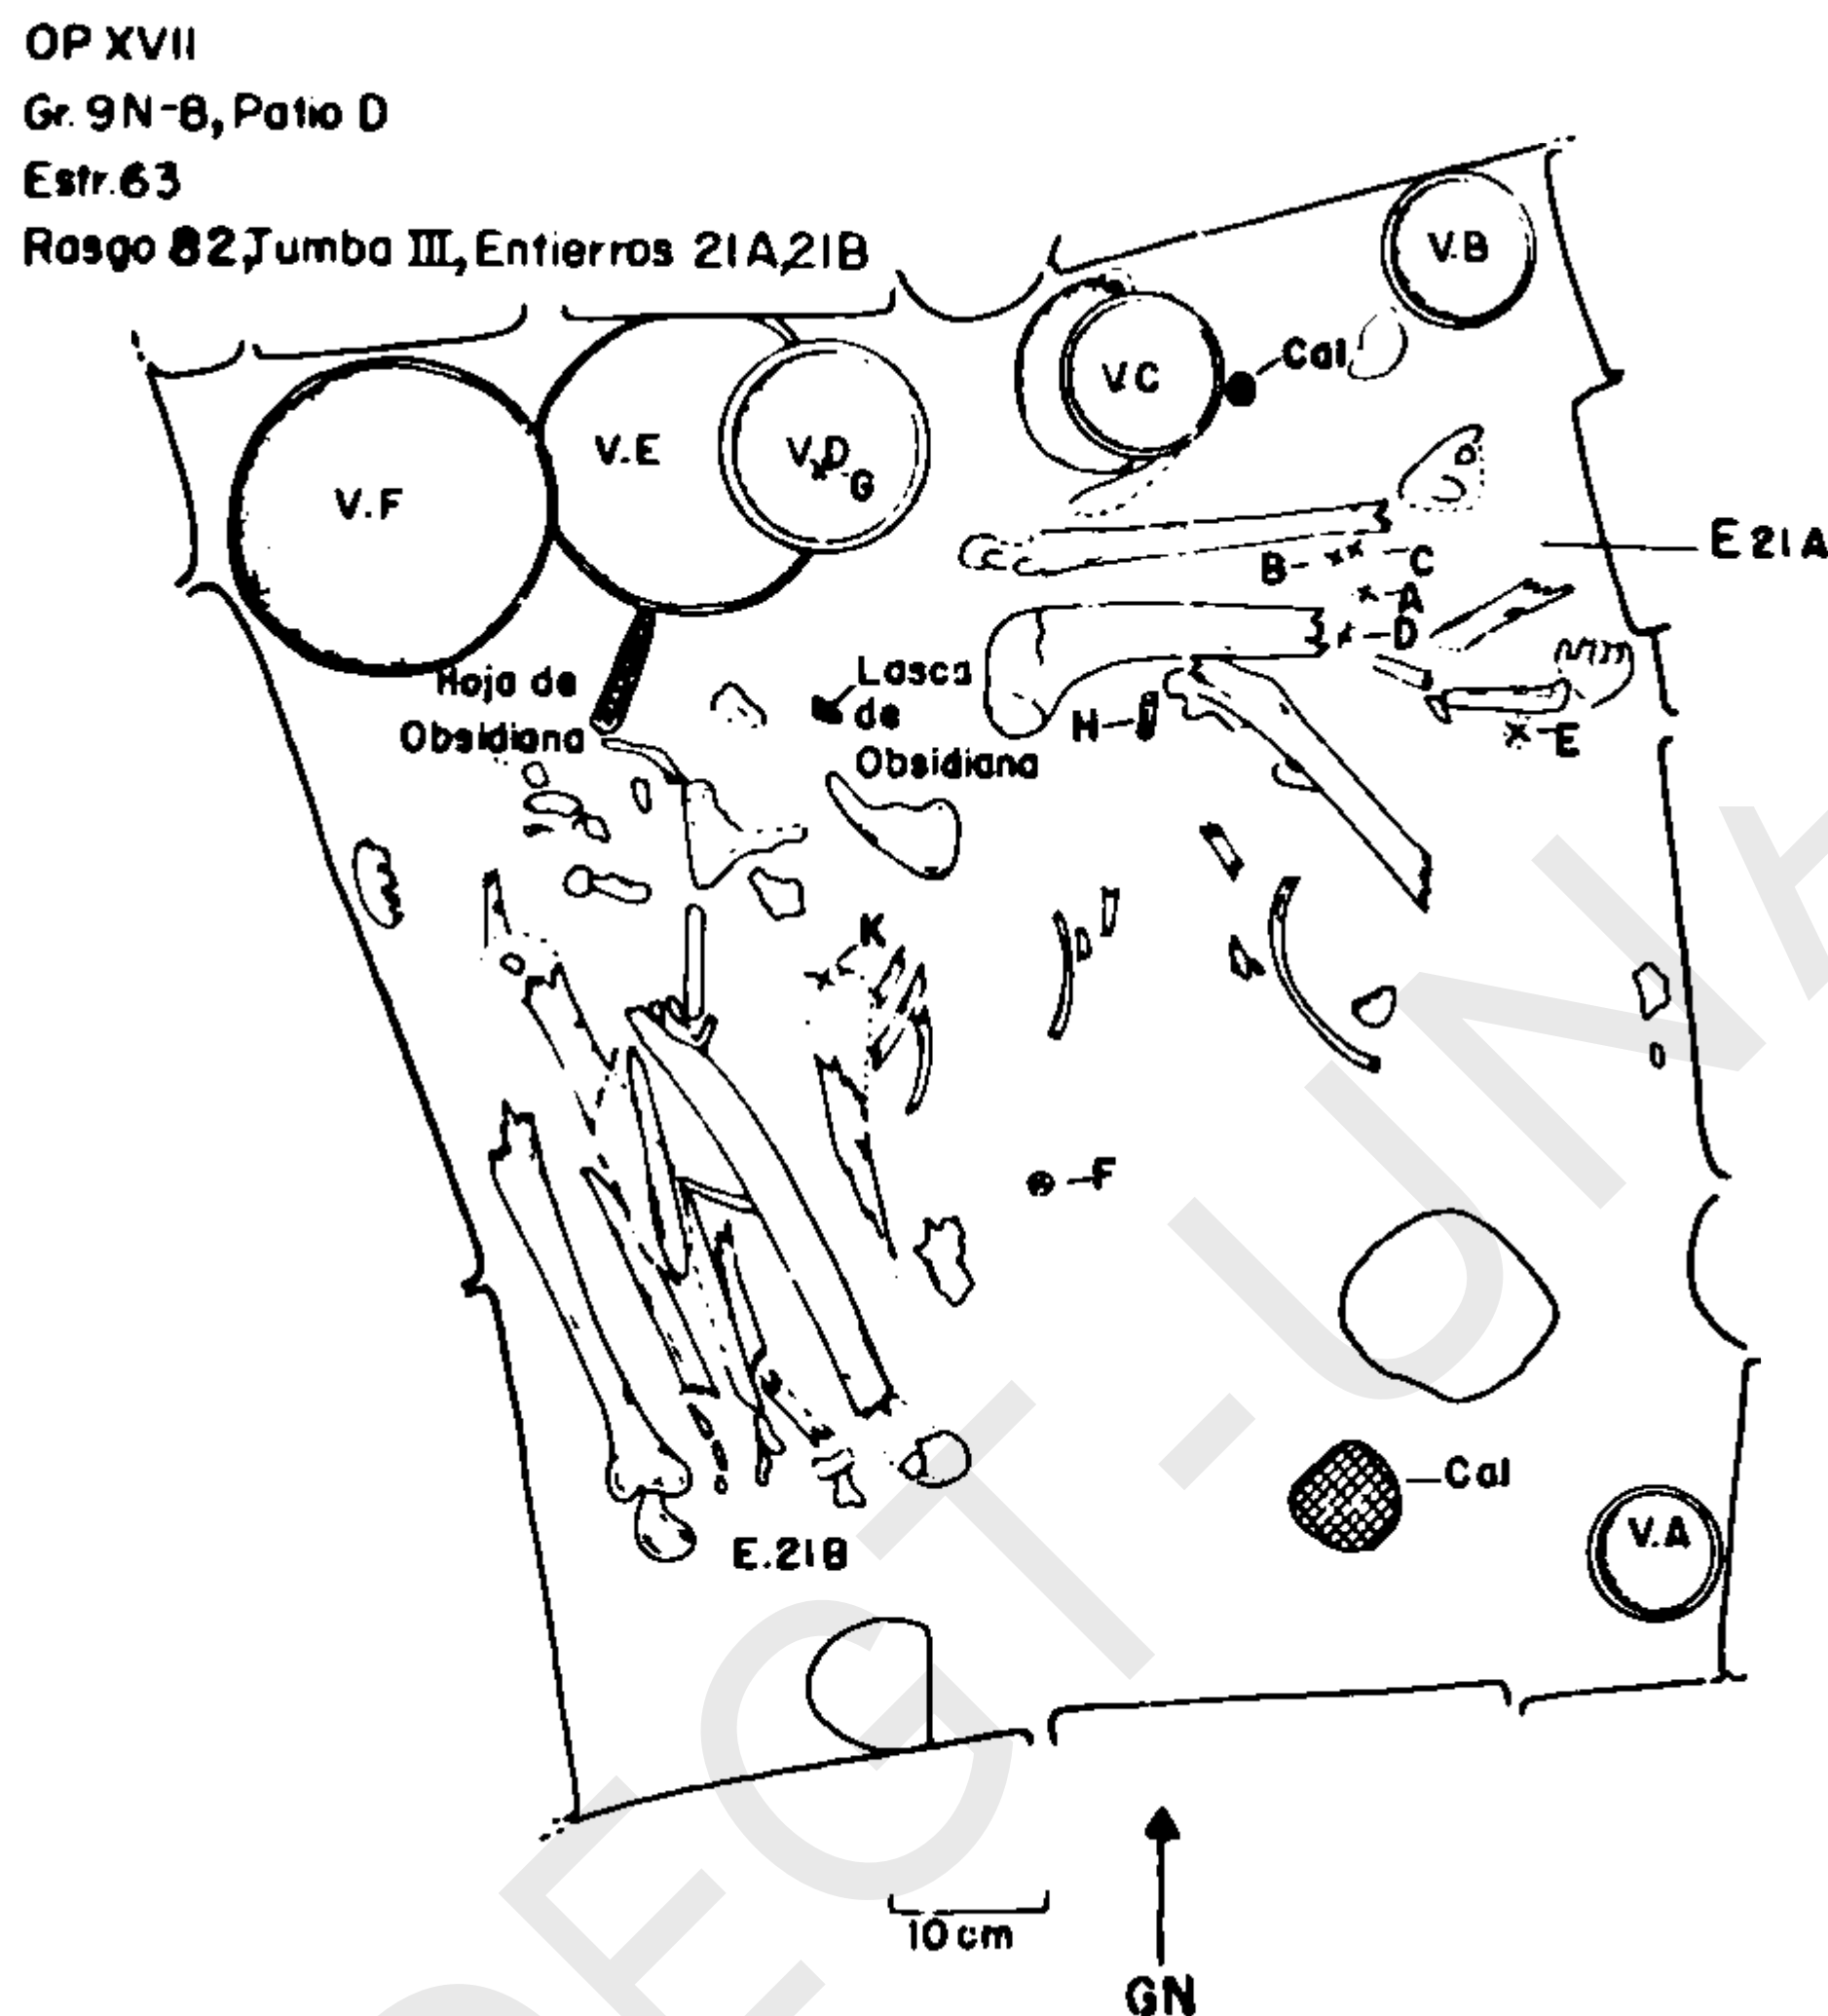 OP XVII
Gr. 9N-8, Patio D
Estr. 63
Rasgo 82, Tumba III, Entierros 21A, 21B
V.B
V.C
Cal
V.E
V.D
G
V.F
E 21A
B
C
A
D
Hoja de
Obsidiana
Lasca
de
Obsidiana
H
E
K
F
Cal
V.A
E.21B
10 cm
GN